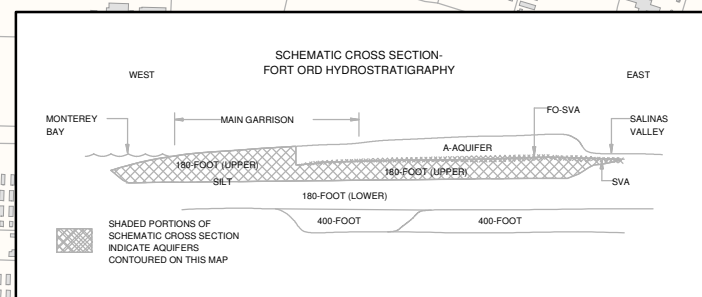 SCHEMATIC CROSS SECTION-
FORT ORD HYDROSTRATIGRAPHY
WEST
EAST
FO-SVA
MONTEREY
BAY
MAIN GARRISON
SALINAS
VALLEY
A-AQUIFER
180-FOOT (UPPER)
180-FOOT (UPPER)
SILT
SVA
180-FOOT (LOWER)
400-FOOT
400-FOOT
SHADED PORTIONS OF
SCHEMATIC CROSS SECTION
INDICATE AQUIFERS
CONTOURED ON THIS MAP